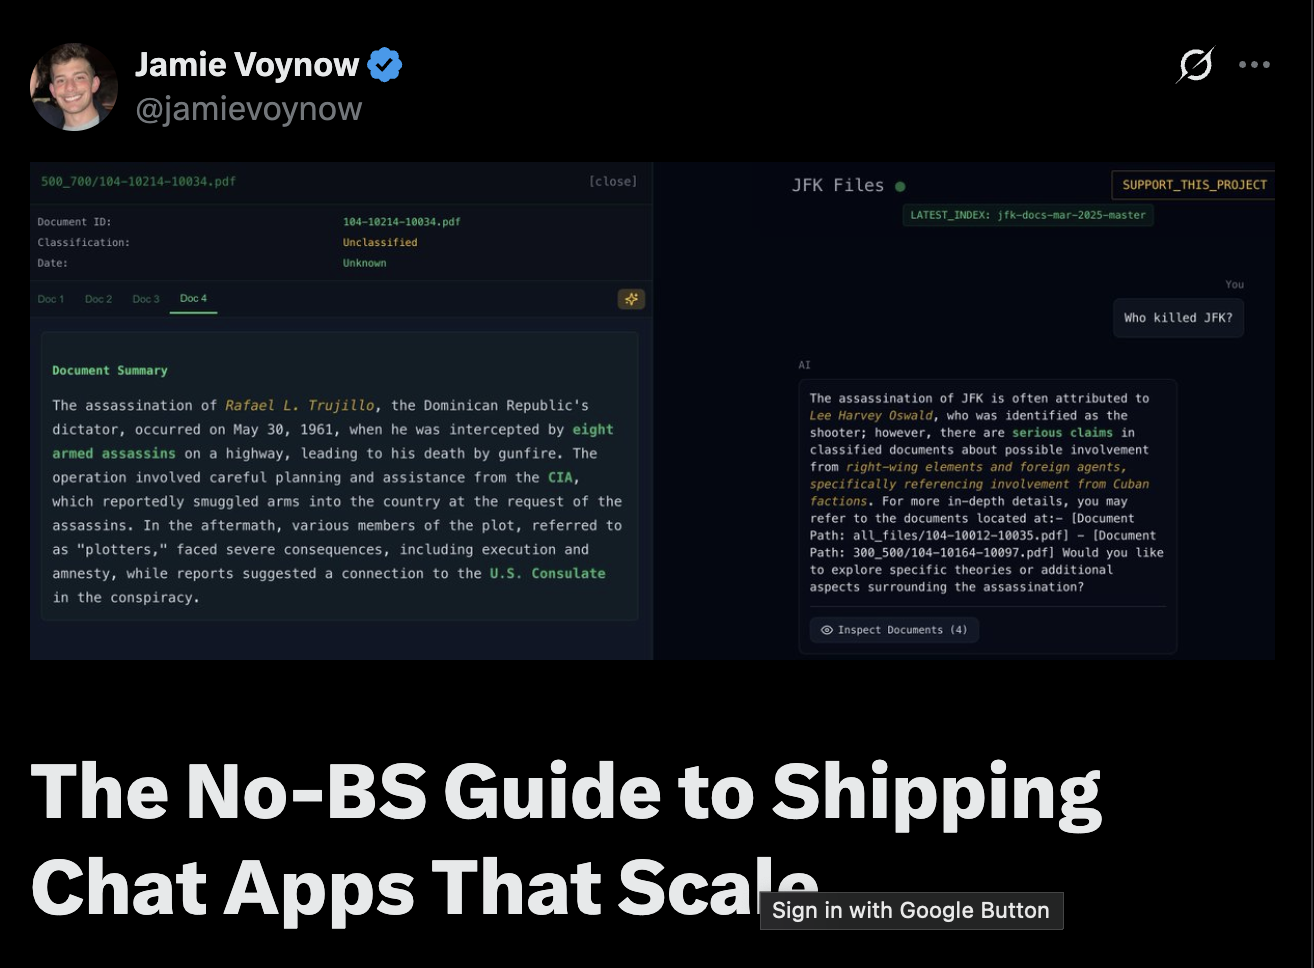 Jamie Voynow
@jamievoynow
500_700/104-10214-10034.pdf
[close]
Document ID:
104-10214-10034.pdf
Classification:
Unclassified
Date:
Unknown
Doc 1
Doc 2
Doc 3
Doc 4
Document Summary
The assassination of Rafael L. Trujillo, the Dominican Republic's
dictator, occurred on May 30, 1961, when he was intercepted by eight
armed assassins on a highway, leading to his death by gunfire. The
operation involved careful planning and assistance from the CIA,
which reportedly smuggled arms into the country at the request of the
assassins. In the aftermath, various members of the plot, referred to
as "plotters," faced severe consequences, including execution and
amnesty, while reports suggested a connection to the U.S. Consulate
in the conspiracy.
JFK Files
SUPPORT_THIS_PROJECT
LATEST_INDEX: jfk-docs-mar-2025-master
You
Who killed JFK?
AI
The assassination of JFK is often attributed to
Lee Harvey Oswald, who was identified as the
shooter; however, there are serious claims in
classified documents about possible involvement
from right-wing elements and foreign agents,
specifically referencing involvement from Cuban
factions. For more in-depth details, you may
refer to the documents located at:- [Document
Path: all_files/104-10012-10035.pdf] - [Document
Path: 300_500/104-10164-10097.pdf] Would you like
to explore specific theories or additional
aspects surrounding the assassination?
Inspect Documents (4)
The No-BS Guide to Shipping
Chat Apps That Scale
Sign in with Google Button